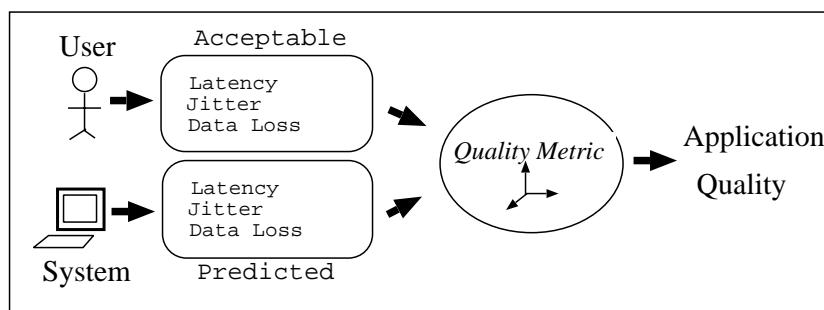 User
Acceptable
Latency
Jitter
Data Loss
System
Latency
Jitter
Data Loss
Predicted
Quality Metric
Application
Quality